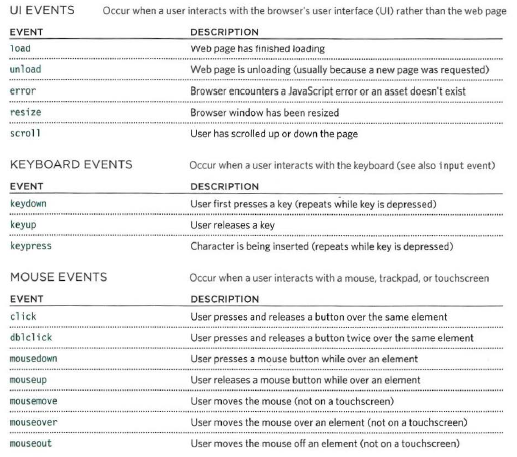 UI EVENTS Occur when a user interacts with the browser's user interface (UI) rather than the web page
EVENT DESCRIPTION
load Web page has finished loading
unload Web page is unloading (usually because a new page was requested)
error Browser encounters a JavaScript error or an asset doesn't exist
resize Browser window has been resized
scroll User has scrolled up or down the page
KEYBOARD EVENTS Occur when a user interacts with the keyboard (see also input event)
EVENT DESCRIPTION
keydown User first presses a key (repeats while key is depressed)
keyup User releases a key
keypress Character is being inserted (repeats while key is depressed)
MOUSE EVENTS Occur when a user interacts with a mouse, trackpad, or touchscreen
EVENT DESCRIPTION
click User presses and releases a button over the same element
dblclick User presses and releases a button twice over the same element
mousedown User presses a mouse button while over an element
mouseup User releases a mouse button while over an element
mousemove User moves the mouse (not on a touchscreen)
mouseover User moves the mouse over an element (not on a touchscreen)
mouseout User moves the mouse off an element (not on a touchscreen)